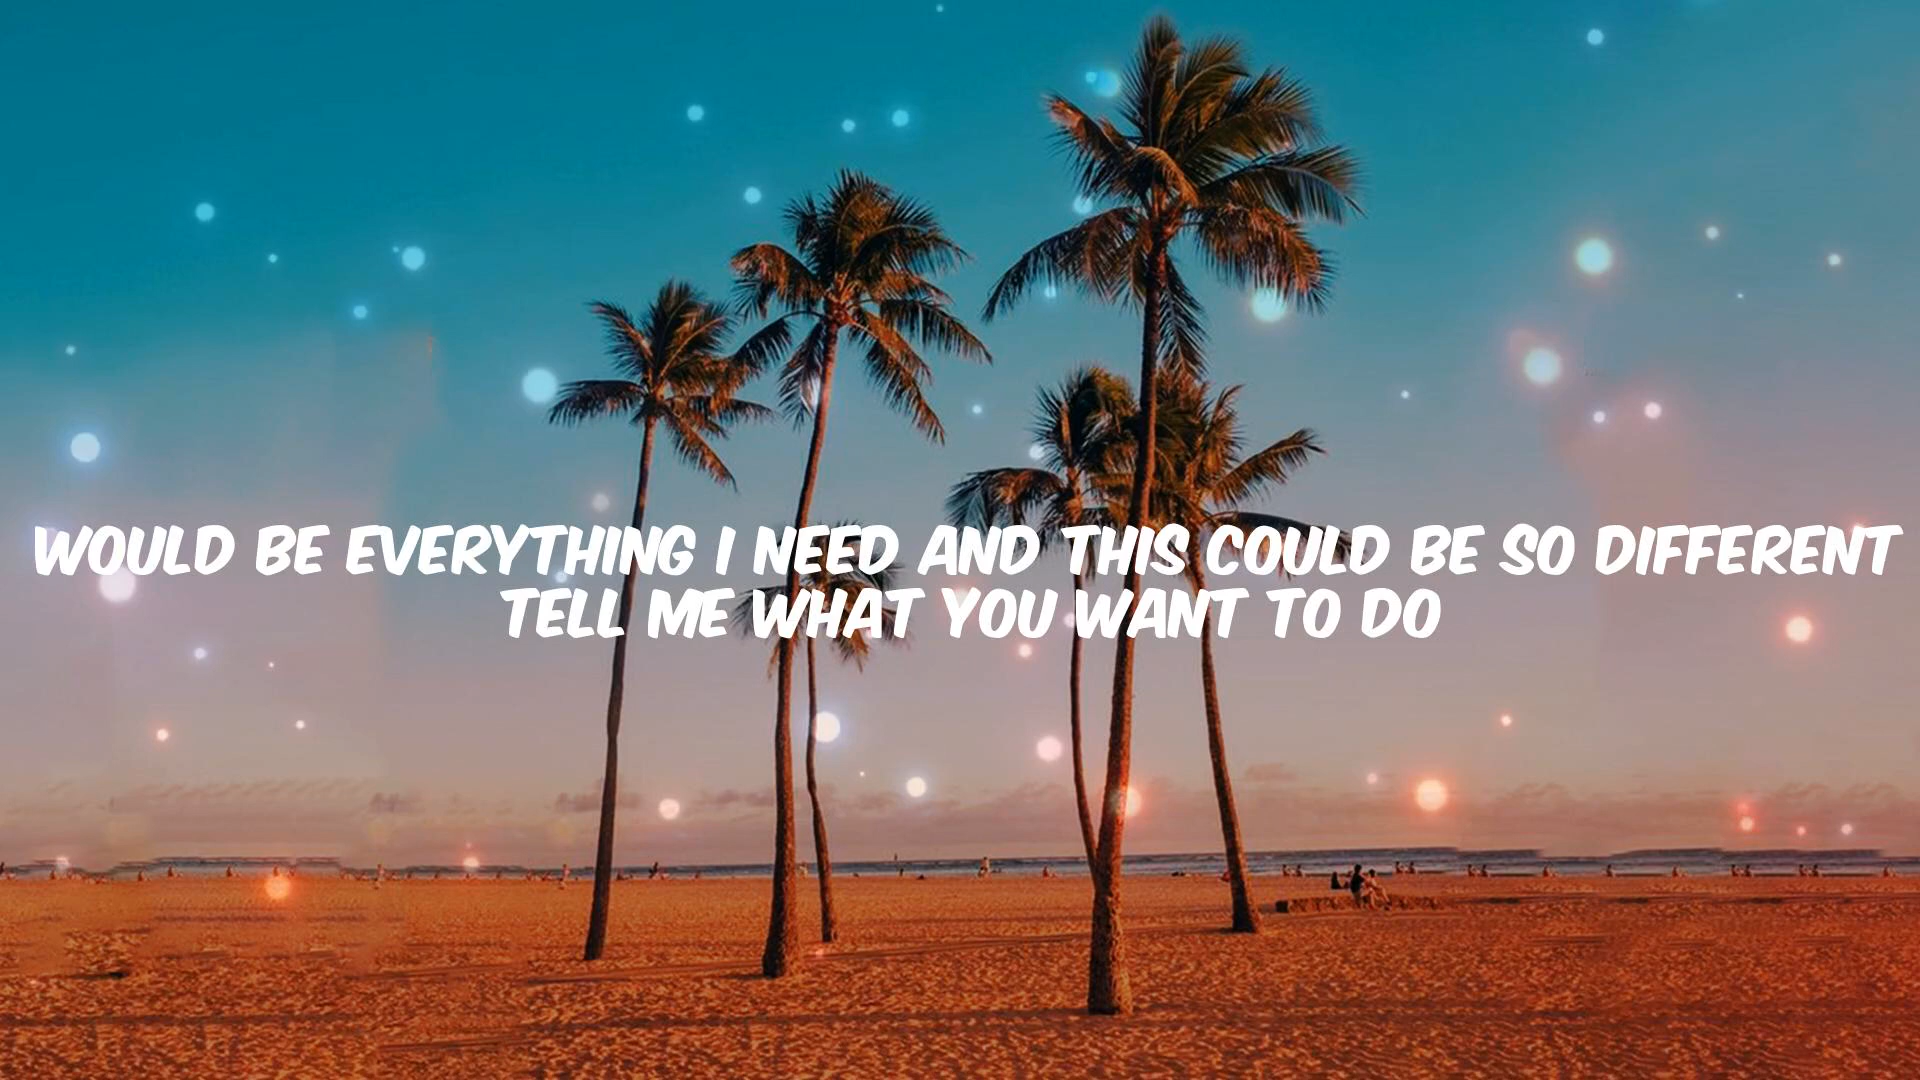 WOULD BE EVERYTHING I NEED AND THIS COULD BE SO DIFFERENT
TELL ME WHAT YOU WANT TO DO